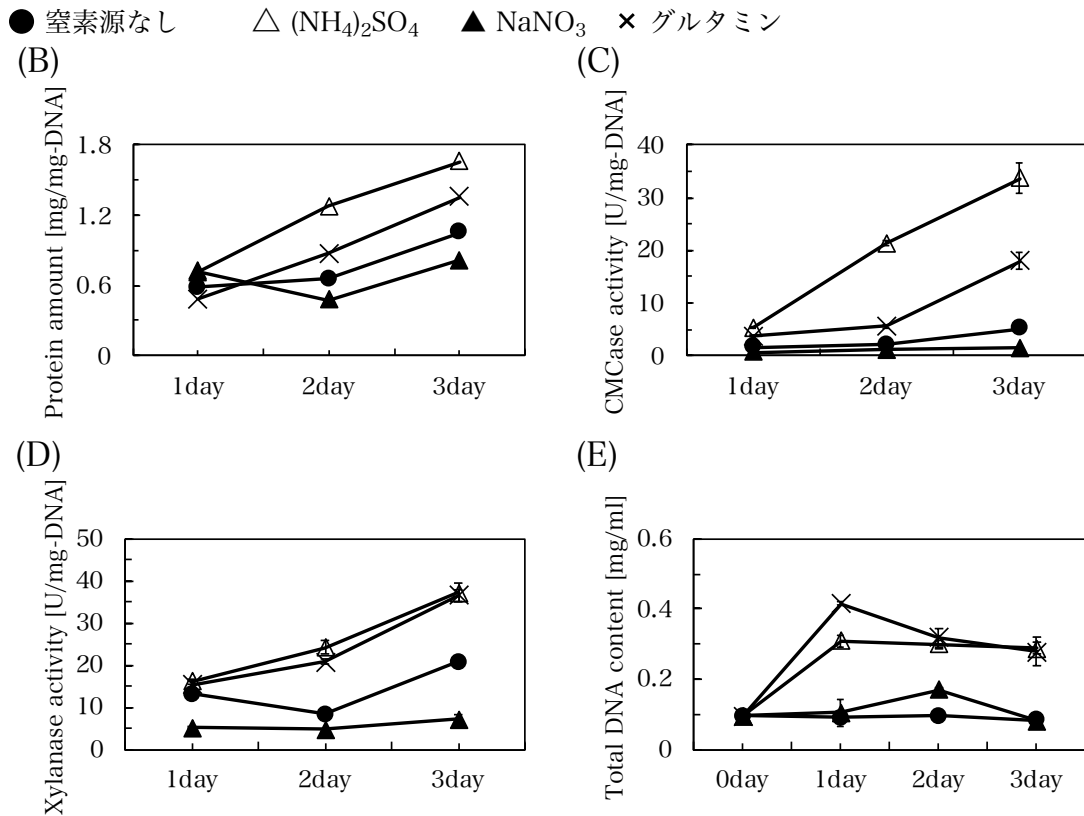 ● 窒素源なし △ (NH4)2SO4 ▲ NaNO3 × グルタミン
(B)
Protein amount [mg/mg-DNA]
1.8
1.2
0.6
0
1day 2day 3day
(C)
CMCase activity [U/mg-DNA]
40
30
20
10
0
1day 2day 3day
(D)
Xylanase activity [U/mg-DNA]
50
40
30
20
10
0
1day 2day 3day
(E)
Total DNA content [mg/ml]
0.6
0.4
0.2
0
0day 1day 2day 3day